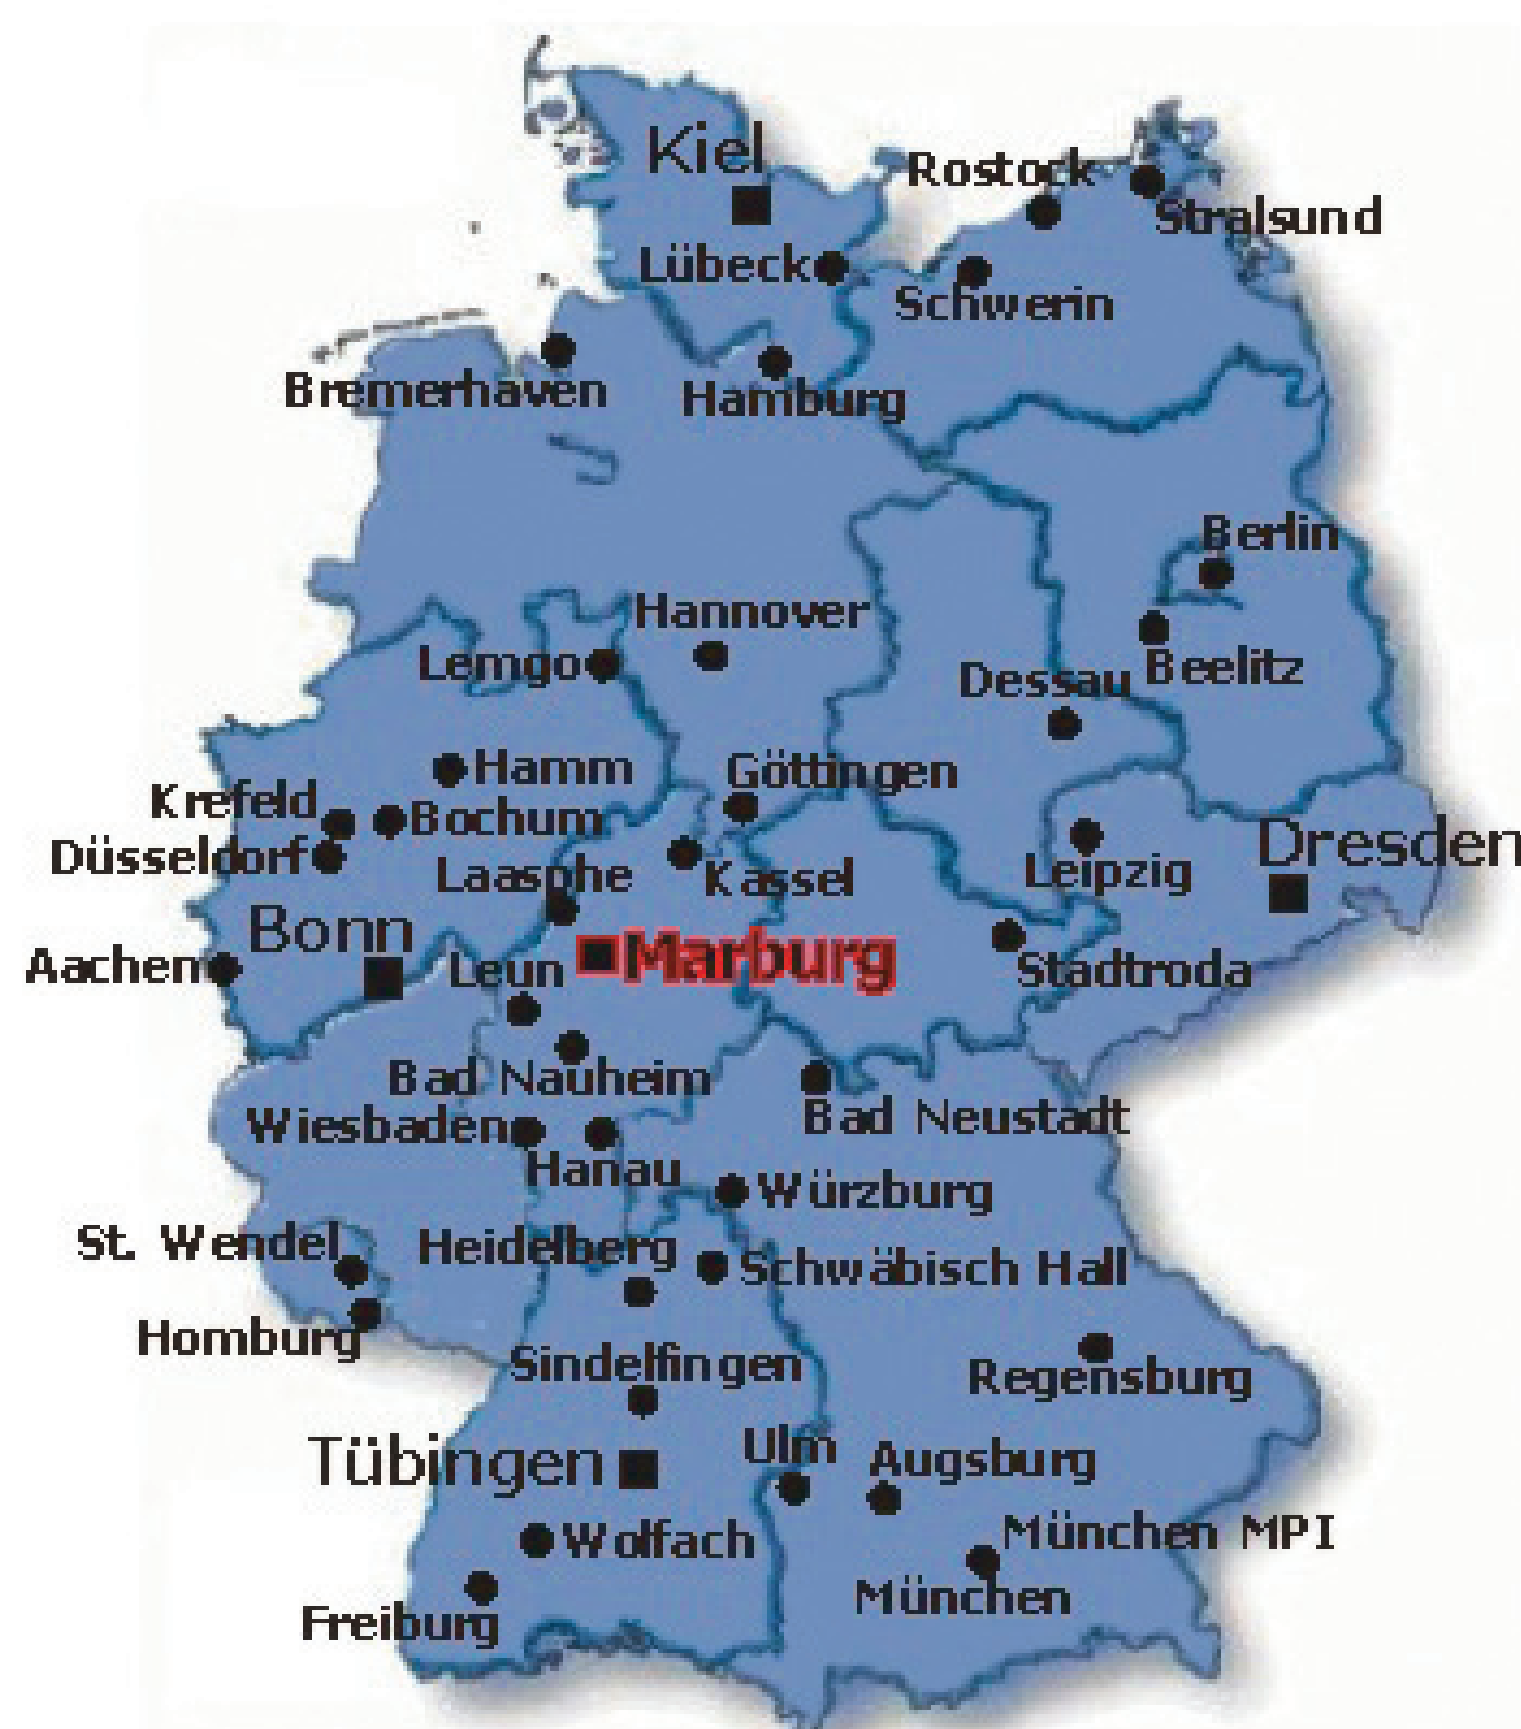 Kiel
Rostock
Stralsund
Lübeck
Schwerin
Bremerhaven
Hamburg
Berlin
Hannover
Lemgo
Beelitz
Dessau
Hamm
Göttingen
Krefeld
Bochum
Düsseldorf
Dresden
Laasphe
Kassel
Leipzig
Bonn
Marburg
Aachen
Leun
Stadtroda
Bad Nauheim
Bad Neustadt
Wiesbaden
Hanau
Würzburg
St. Wendel
Heidelberg
Schwäbisch Hall
Homburg
Sindelfingen
Regensburg
Tübingen
Ulm
Augsburg
München MPI
Wolfach
München
Freiburg